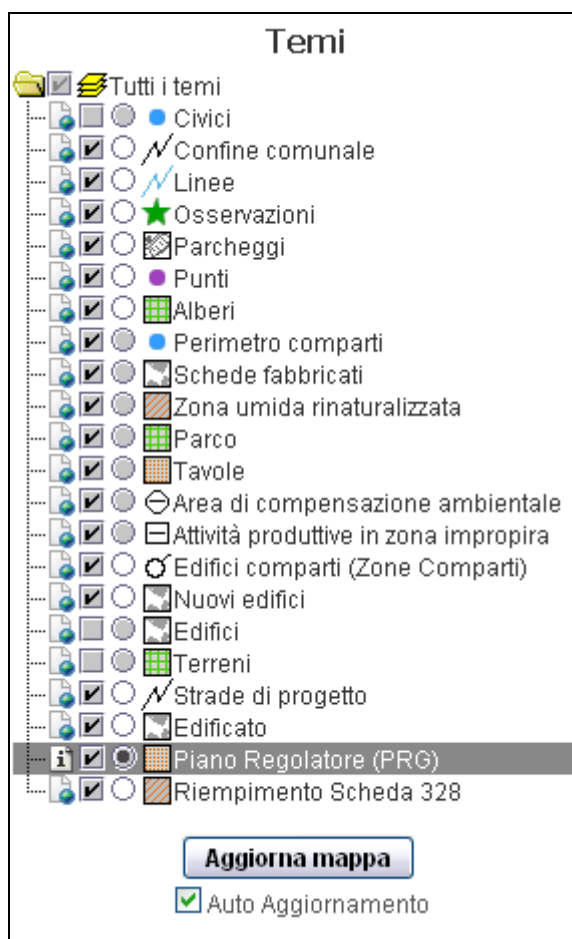 Temi
Tutti i temi
Civici
Confine comunale
Linee
Osservazioni
Parcheggi
Punti
Alberi
Perimetro comparti
Schede fabbricati
Zona umida rinaturalizzata
Parco
Tavole
Area di compensazione ambientale
Attività produttive in zona impropira
Edifici comparti (Zone Comparti)
Nuovi edifici
Edifici
Terreni
Strade di progetto
Edificato
Piano Regolatore (PRG)
Riempimento Scheda 328
Aggiorna mappa
Auto Aggiornamento